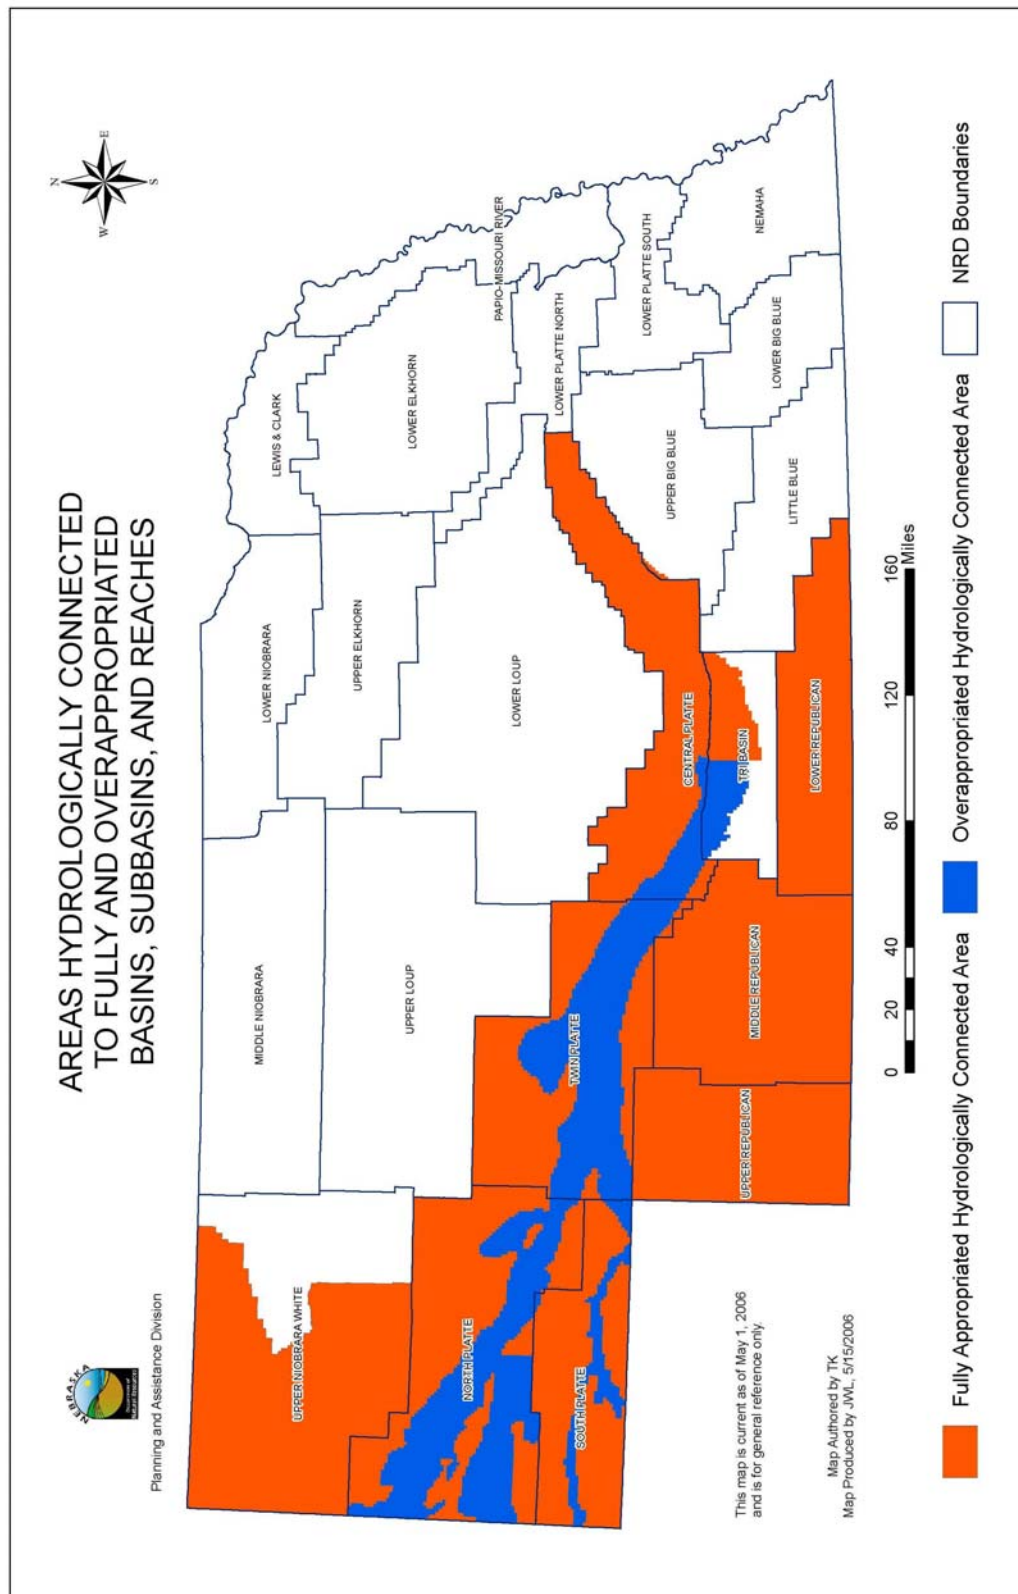 AREAS HYDROLOGICALLY CONNECTED
TO FULLY AND OVERAPPROPRIATED
BASINS, SUBBASINS, AND REACHES
NEBRASKA
Planning and Assistance Division
N
W
E
S
UPPER NIOBRARA WHITE
MIDDLE NIOBRARA
LOWER NIOBRARA
LEWIS & CLARK
UPPER ELKHORN
LOWER ELKHORN
PAPIO-MISSOURI RIVER
UPPER LOUP
LOWER LOUP
NORTH PLATTE
SOUTH PLATTE
TWIN PLATTE
CENTRAL PLATTE
LOWER PLATTE NORTH
LOWER PLATTE SOUTH
UPPER BIG BLUE
LOWER BIG BLUE
NEMAHA
LITTLE BLUE
TRI BASIN
UPPER REPUBLICAN
MIDDLE REPUBLICAN
LOWER REPUBLICAN
This map is current as of May 1, 2006
and is for general reference only.
Map Authored by TK
Map Produced by JWL, 5/15/2006
0 20 40 80 120 160
Miles
Fully Appropriated Hydrologically Connected Area
Overappropriated Hydrologically Connected Area
NRD Boundaries